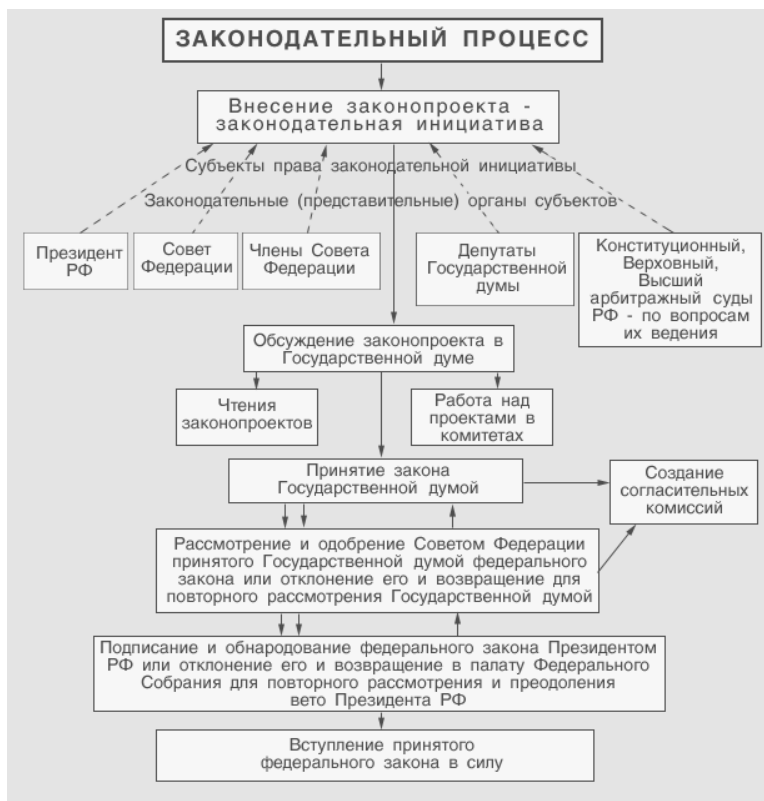 ЗАКОНОДАТЕЛЬНЫЙ ПРОЦЕСС
Внесение законопроекта -
законодательная инициатива
Субъекты права законодательной инициативы
Законодательные (представительные) органы субъектов
Президент
РФ
Совет
Федерации
Члены Совета
Федерации
Депутаты
Государственной
думы
Конституционный,
Верховный,
Высший
арбитражный суды
РФ - по вопросам
их ведения
Обсуждение законопроекта в
Государственной думе
Чтения
законопроектов
Работа над
проектами в
комитетах
Принятие закона
Государственной думой
Создание
согласительных
комиссий
Рассмотрение и одобрение Советом Федерации
принятого Государственной думой федерального
закона или отклонение его и возвращение для
повторного рассмотрения Государственной думой
Подписание и обнародование федерального закона Президентом
РФ или отклонение его и возвращение в палату Федерального
Собрания для повторного рассмотрения и преодоления
вето Президента РФ
Вступление принятого
федерального закона в силу